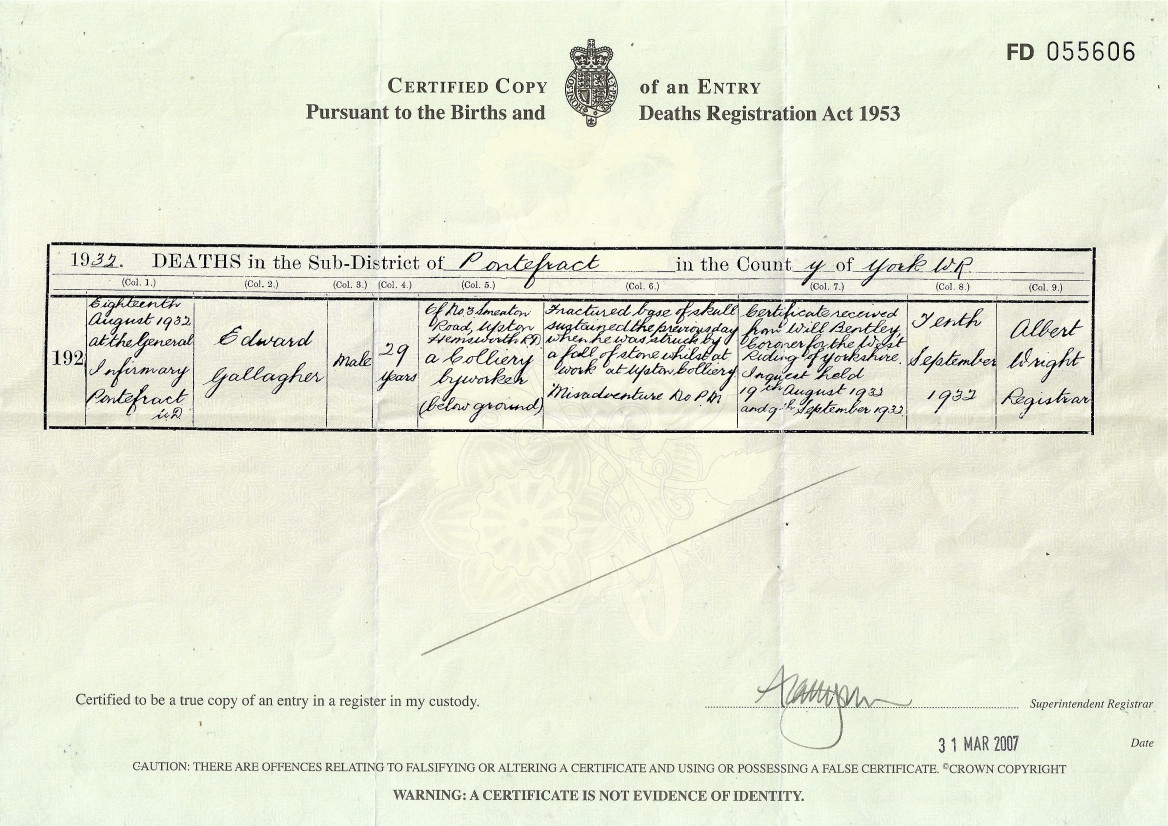 FD 055606
CERTIFIED COPY of an ENTRY
Pursuant to the Births and Deaths Registration Act 1953
1932. DEATHS in the Sub-District of Pontefract in the County of York WR
(Col. 1.) (Col. 2.) (Col. 3.) (Col. 4.) (Col. 5.) (Col. 6.) (Col. 7.) (Col. 8.) (Col. 9.)
192
Eighteenth
August 1932
at the General
Infirmary
Pontefract
U.D
Edward
Gallagher
Male
29
years
Of No 3 Smeaton
Road, Upton
Hemsworth R.D
a Colliery
byworker
(below ground)
Fractured base of skull
sustained the previous day
when he was struck by
a fall of stone whilst at
work at Upton Colliery
Misadventure No P.M
Certificate received
from Will Bentley
Coroner for the West
Riding of Yorkshire.
Inquest held
19th August 1932
and 9th September 1932
Tenth
September
1932
Albert
Wright
Registrar
Certified to be a true copy of an entry in a register in my custody.
Superintendent Registrar
31 MAR 2007 Date
CAUTION: THERE ARE OFFENCES RELATING TO FALSIFYING OR ALTERING A CERTIFICATE AND USING OR POSSESSING A FALSE CERTIFICATE. ©CROWN COPYRIGHT
WARNING: A CERTIFICATE IS NOT EVIDENCE OF IDENTITY.